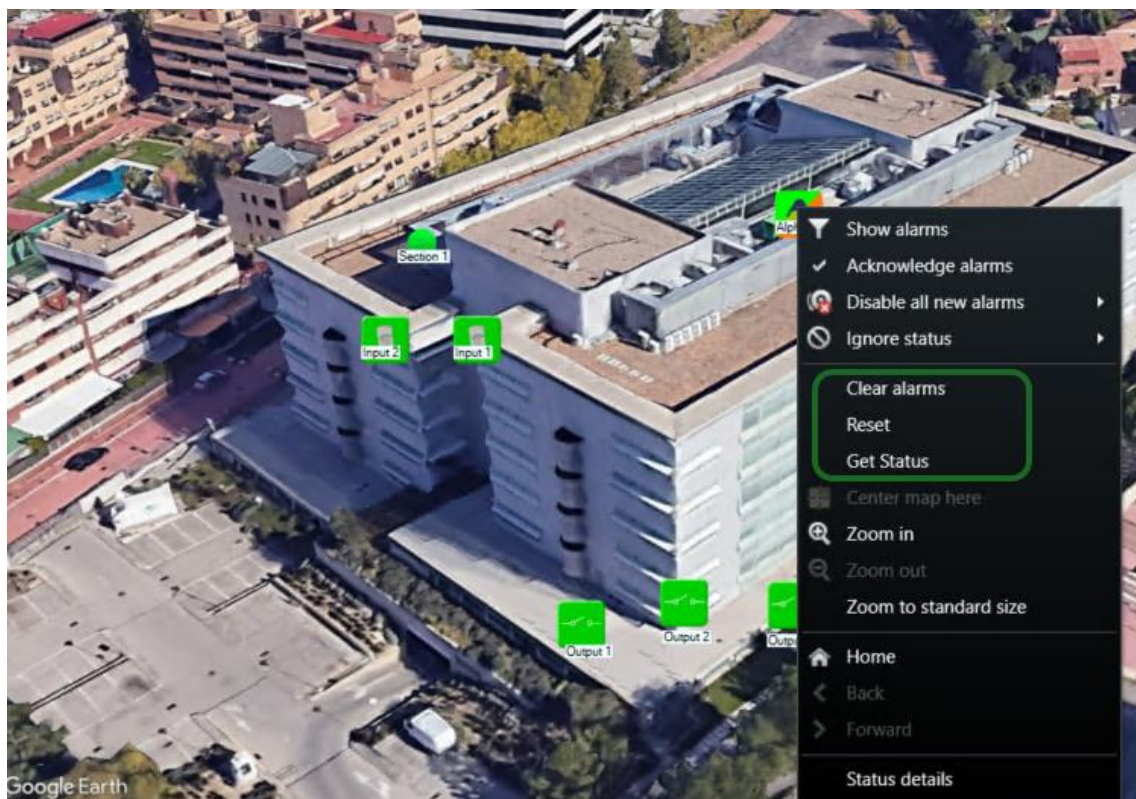 Section 1
Input 2
Input 1
Output 1
Output 2
Show alarms
Acknowledge alarms
Disable all new alarms
Ignore status
Clear alarms
Reset
Get Status
Center map here
Zoom in
Zoom out
Zoom to standard size
Home
Back
Forward
Status details
Google Earth